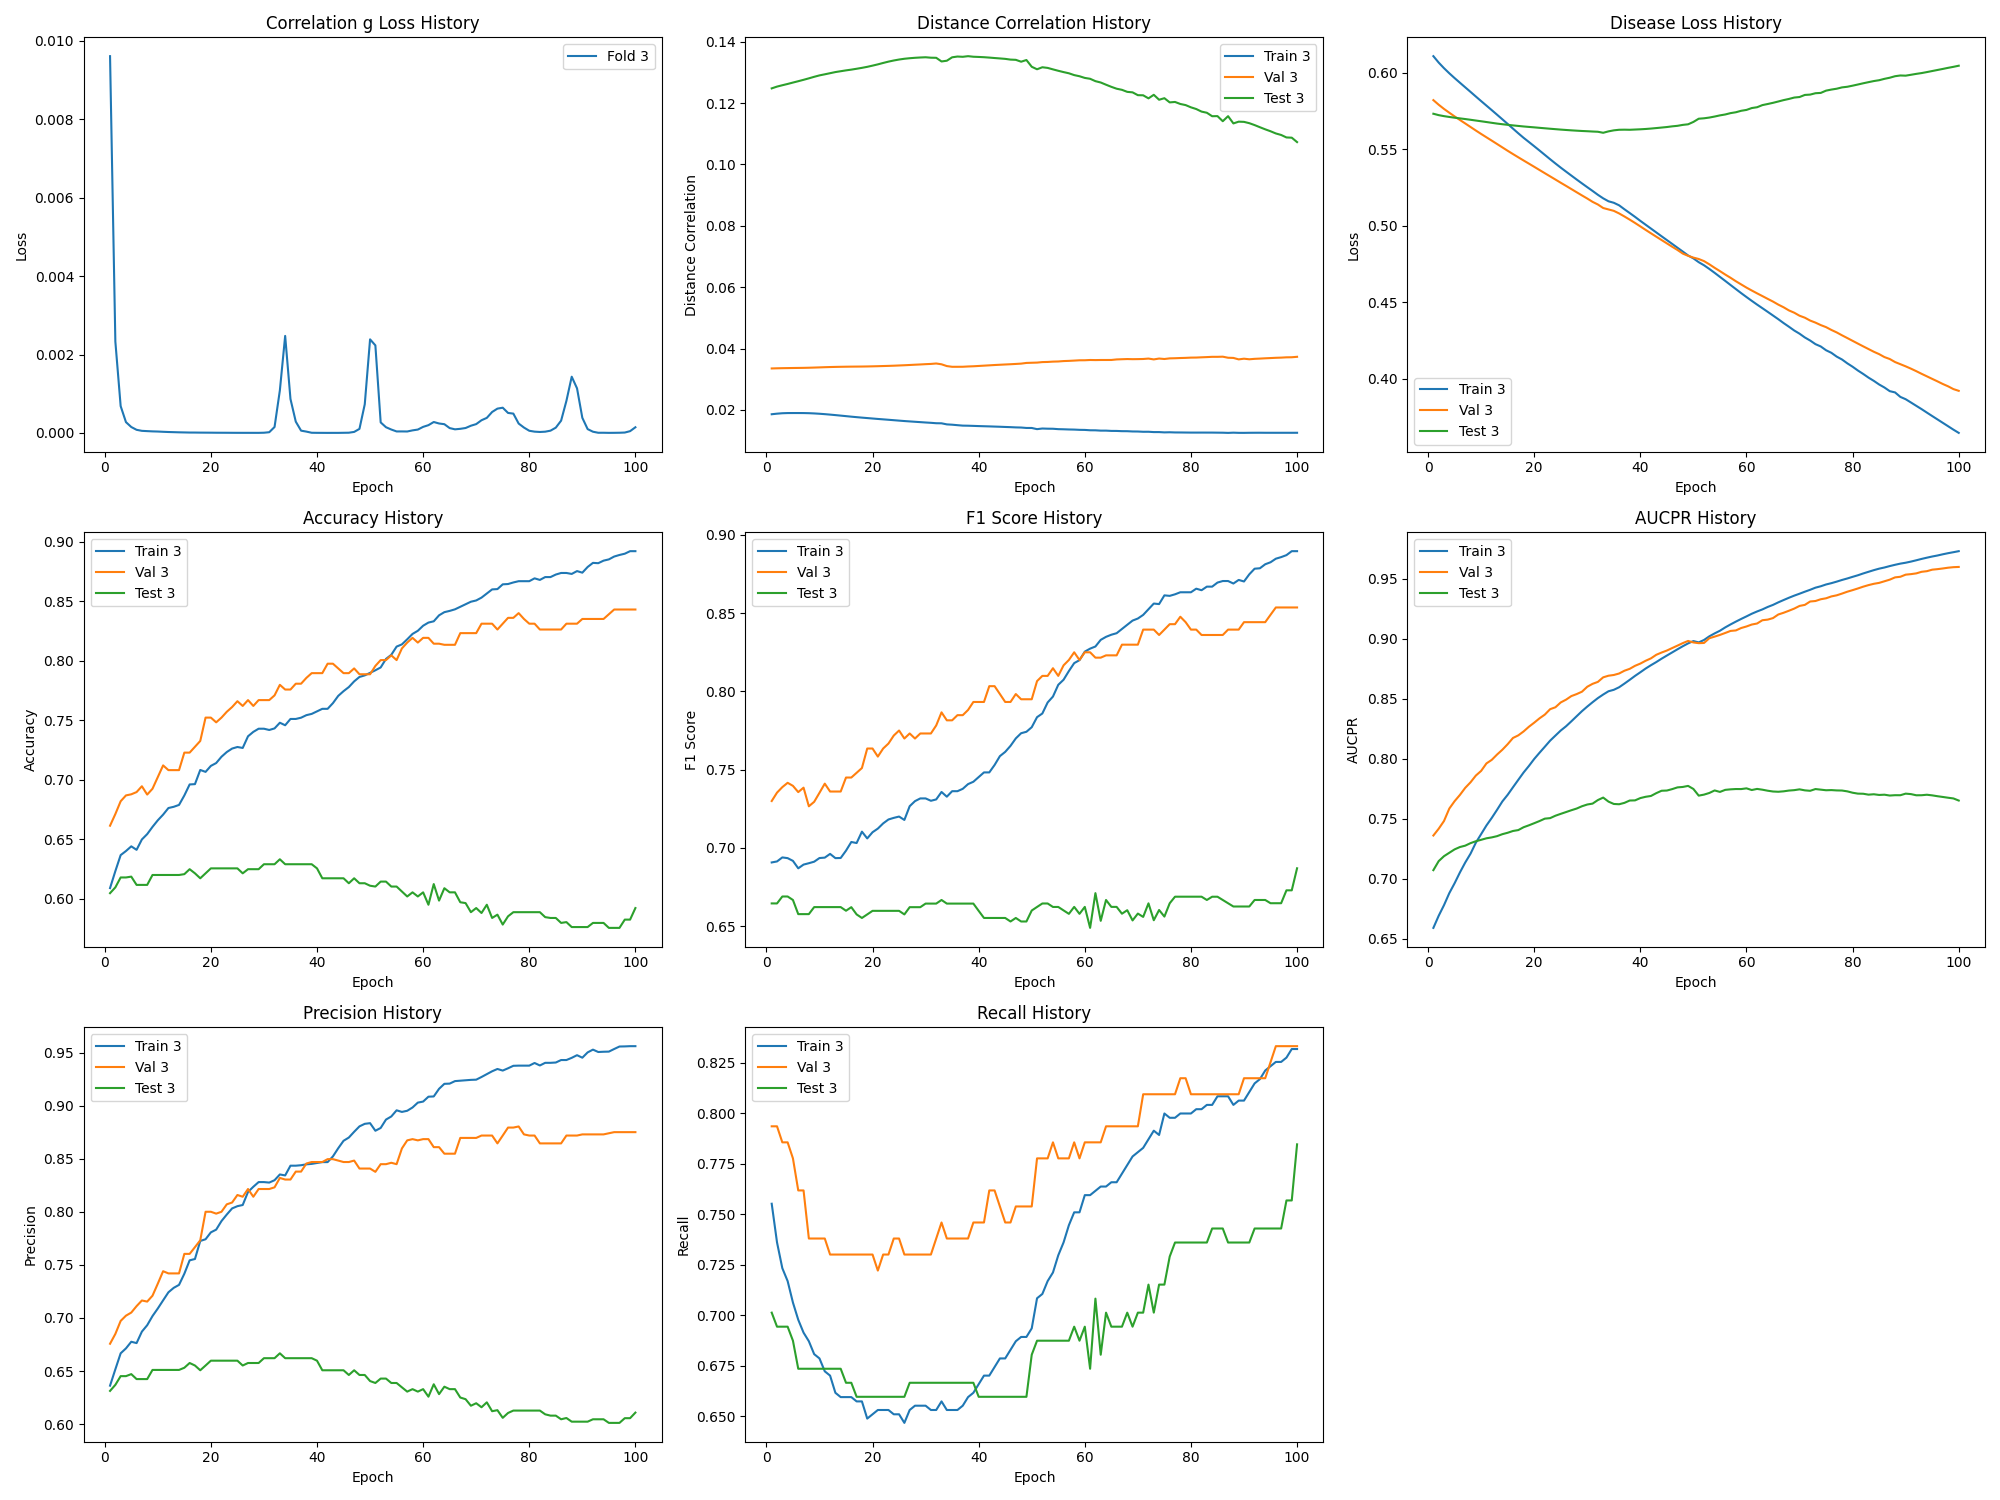 Correlation g Loss History
Fold 3
0.010
0.008
0.006
0.004
0.002
0.000
Loss
0 20 40 60 80 100
Epoch
Distance Correlation History
Train 3
Val 3
Test 3
0.14
0.12
0.10
0.08
0.06
0.04
0.02
Distance Correlation
0 20 40 60 80 100
Epoch
Disease Loss History
0.60
0.55
0.50
0.45
0.40
Loss
Train 3
Val 3
Test 3
0 20 40 60 80 100
Epoch
Accuracy History
Train 3
Val 3
Test 3
0.90
0.85
0.80
0.75
0.70
0.65
0.60
Accuracy
0 20 40 60 80 100
Epoch
F1 Score History
Train 3
Val 3
Test 3
0.90
0.85
0.80
0.75
0.70
0.65
F1 Score
0 20 40 60 80 100
Epoch
AUCPR History
Train 3
Val 3
Test 3
0.95
0.90
0.85
0.80
0.75
0.70
0.65
AUCPR
0 20 40 60 80 100
Epoch
Precision History
Train 3
Val 3
Test 3
0.95
0.90
0.85
0.80
0.75
0.70
0.65
0.60
Precision
0 20 40 60 80 100
Epoch
Recall History
Train 3
Val 3
Test 3
0.825
0.800
0.775
0.750
0.725
0.700
0.675
0.650
Recall
0 20 40 60 80 100
Epoch